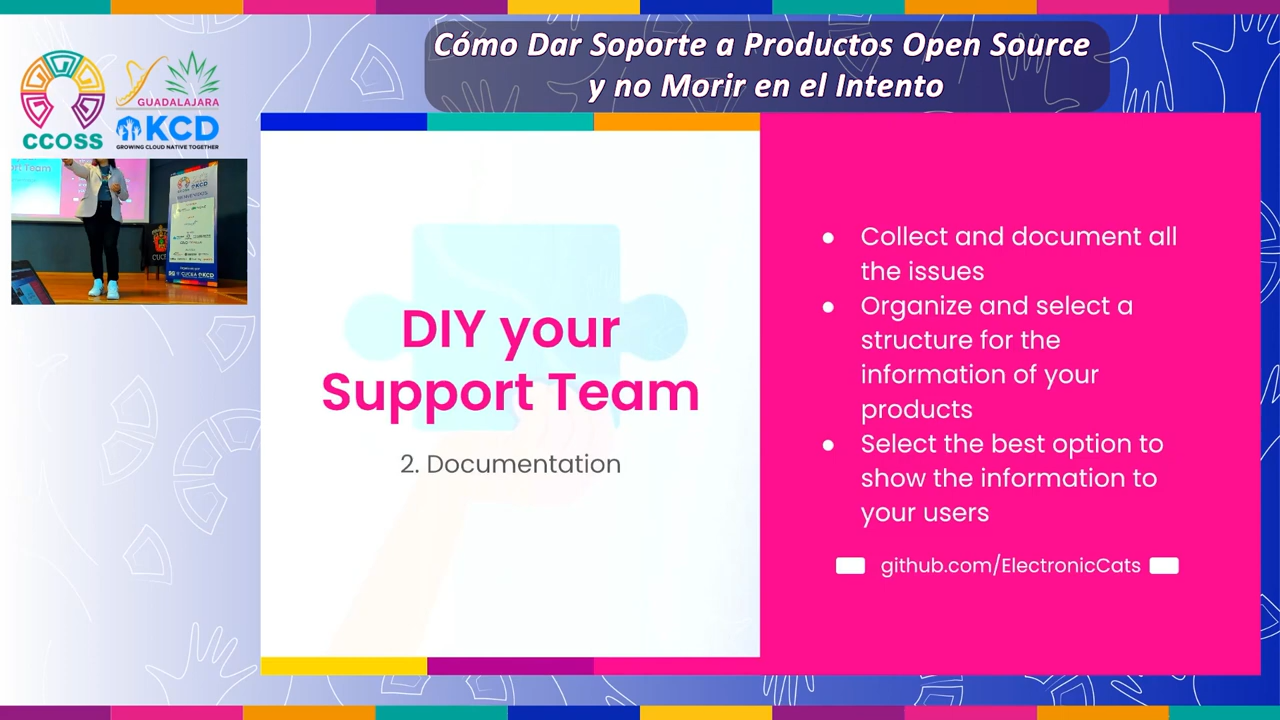 Cómo Dar Soporte a Productos Open Source
y no Morir en el Intento
CCOSS
GUADALAJARA
KCD
GROWING CLOUD NATIVE TOGETHER
DIY your
Support Team
2. Documentation
● Collect and document all
the issues
● Organize and select a
structure for the
information of your
products
● Select the best option to
show the information to
your users
github.com/ElectronicCats